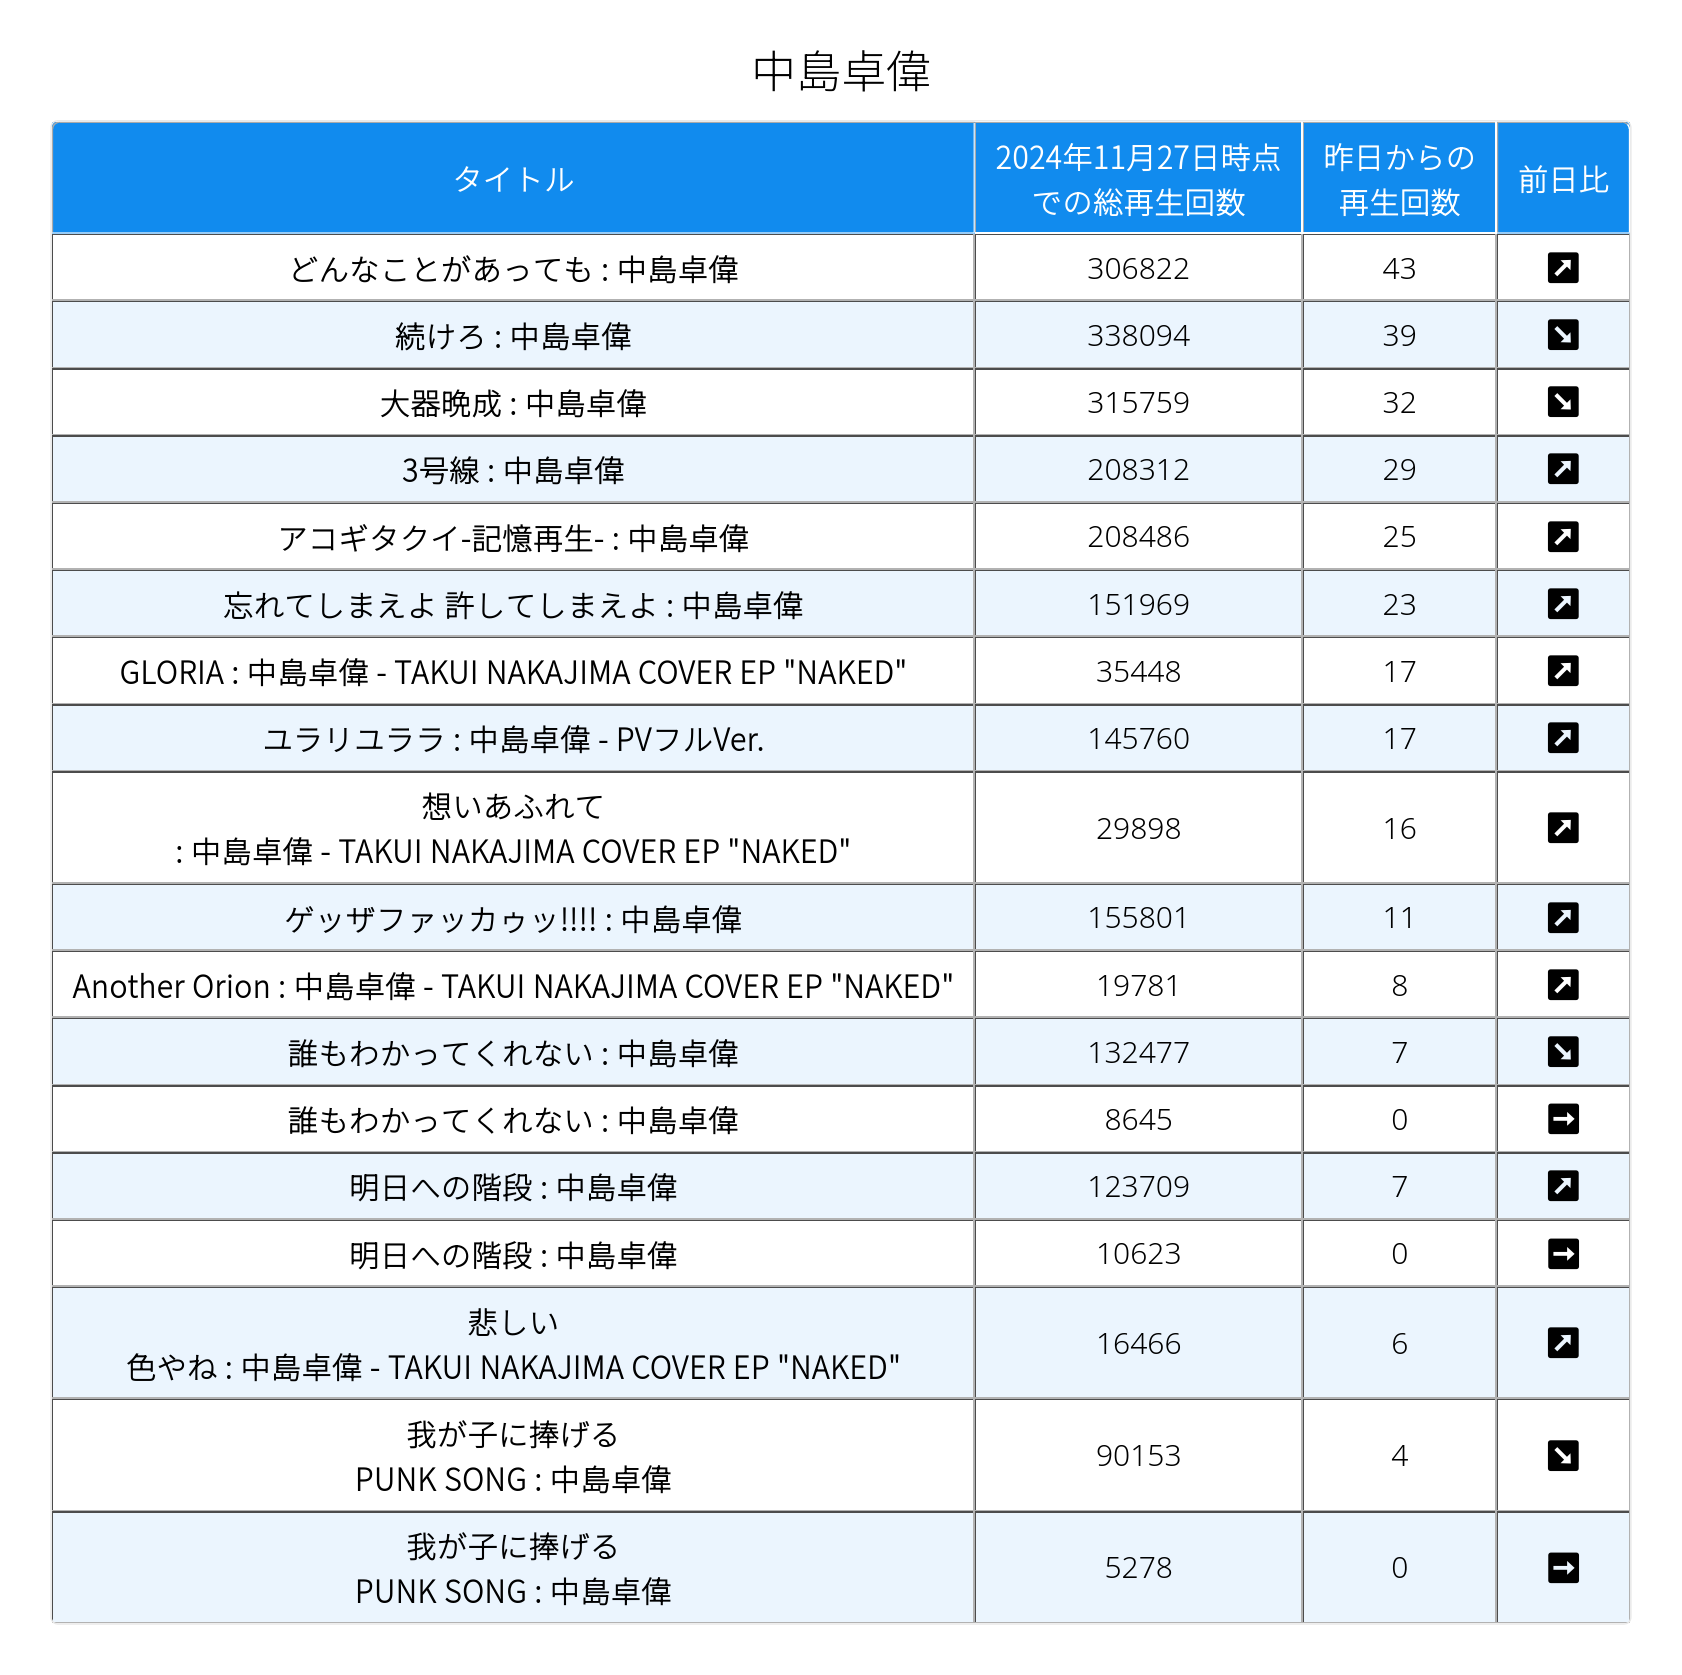 中島卓偉
タイトル
2024年11月27日時点
での総再生回数
昨日からの
再生回数
前日比
どんなことがあっても : 中島卓偉 306822 43
続けろ : 中島卓偉 338094 39
大器晩成 : 中島卓偉 315759 32
3号線 : 中島卓偉 208312 29
アコギタクイ-記憶再生- : 中島卓偉 208486 25
忘れてしまえよ 許してしまえよ : 中島卓偉 151969 23
GLORIA : 中島卓偉 - TAKUI NAKAJIMA COVER EP "NAKED" 35448 17
ユラリユララ : 中島卓偉 - PVフルVer. 145760 17
想いあふれて
: 中島卓偉 - TAKUI NAKAJIMA COVER EP "NAKED" 29898 16
ゲッザファッカゥッ!!!! : 中島卓偉 155801 11
Another Orion : 中島卓偉 - TAKUI NAKAJIMA COVER EP "NAKED" 19781 8
誰もわかってくれない : 中島卓偉 132477 7
誰もわかってくれない : 中島卓偉 8645 0
明日への階段 : 中島卓偉 123709 7
明日への階段 : 中島卓偉 10623 0
悲しい
色やね : 中島卓偉 - TAKUI NAKAJIMA COVER EP "NAKED" 16466 6
我が子に捧げる
PUNK SONG : 中島卓偉 90153 4
我が子に捧げる
PUNK SONG : 中島卓偉 5278 0